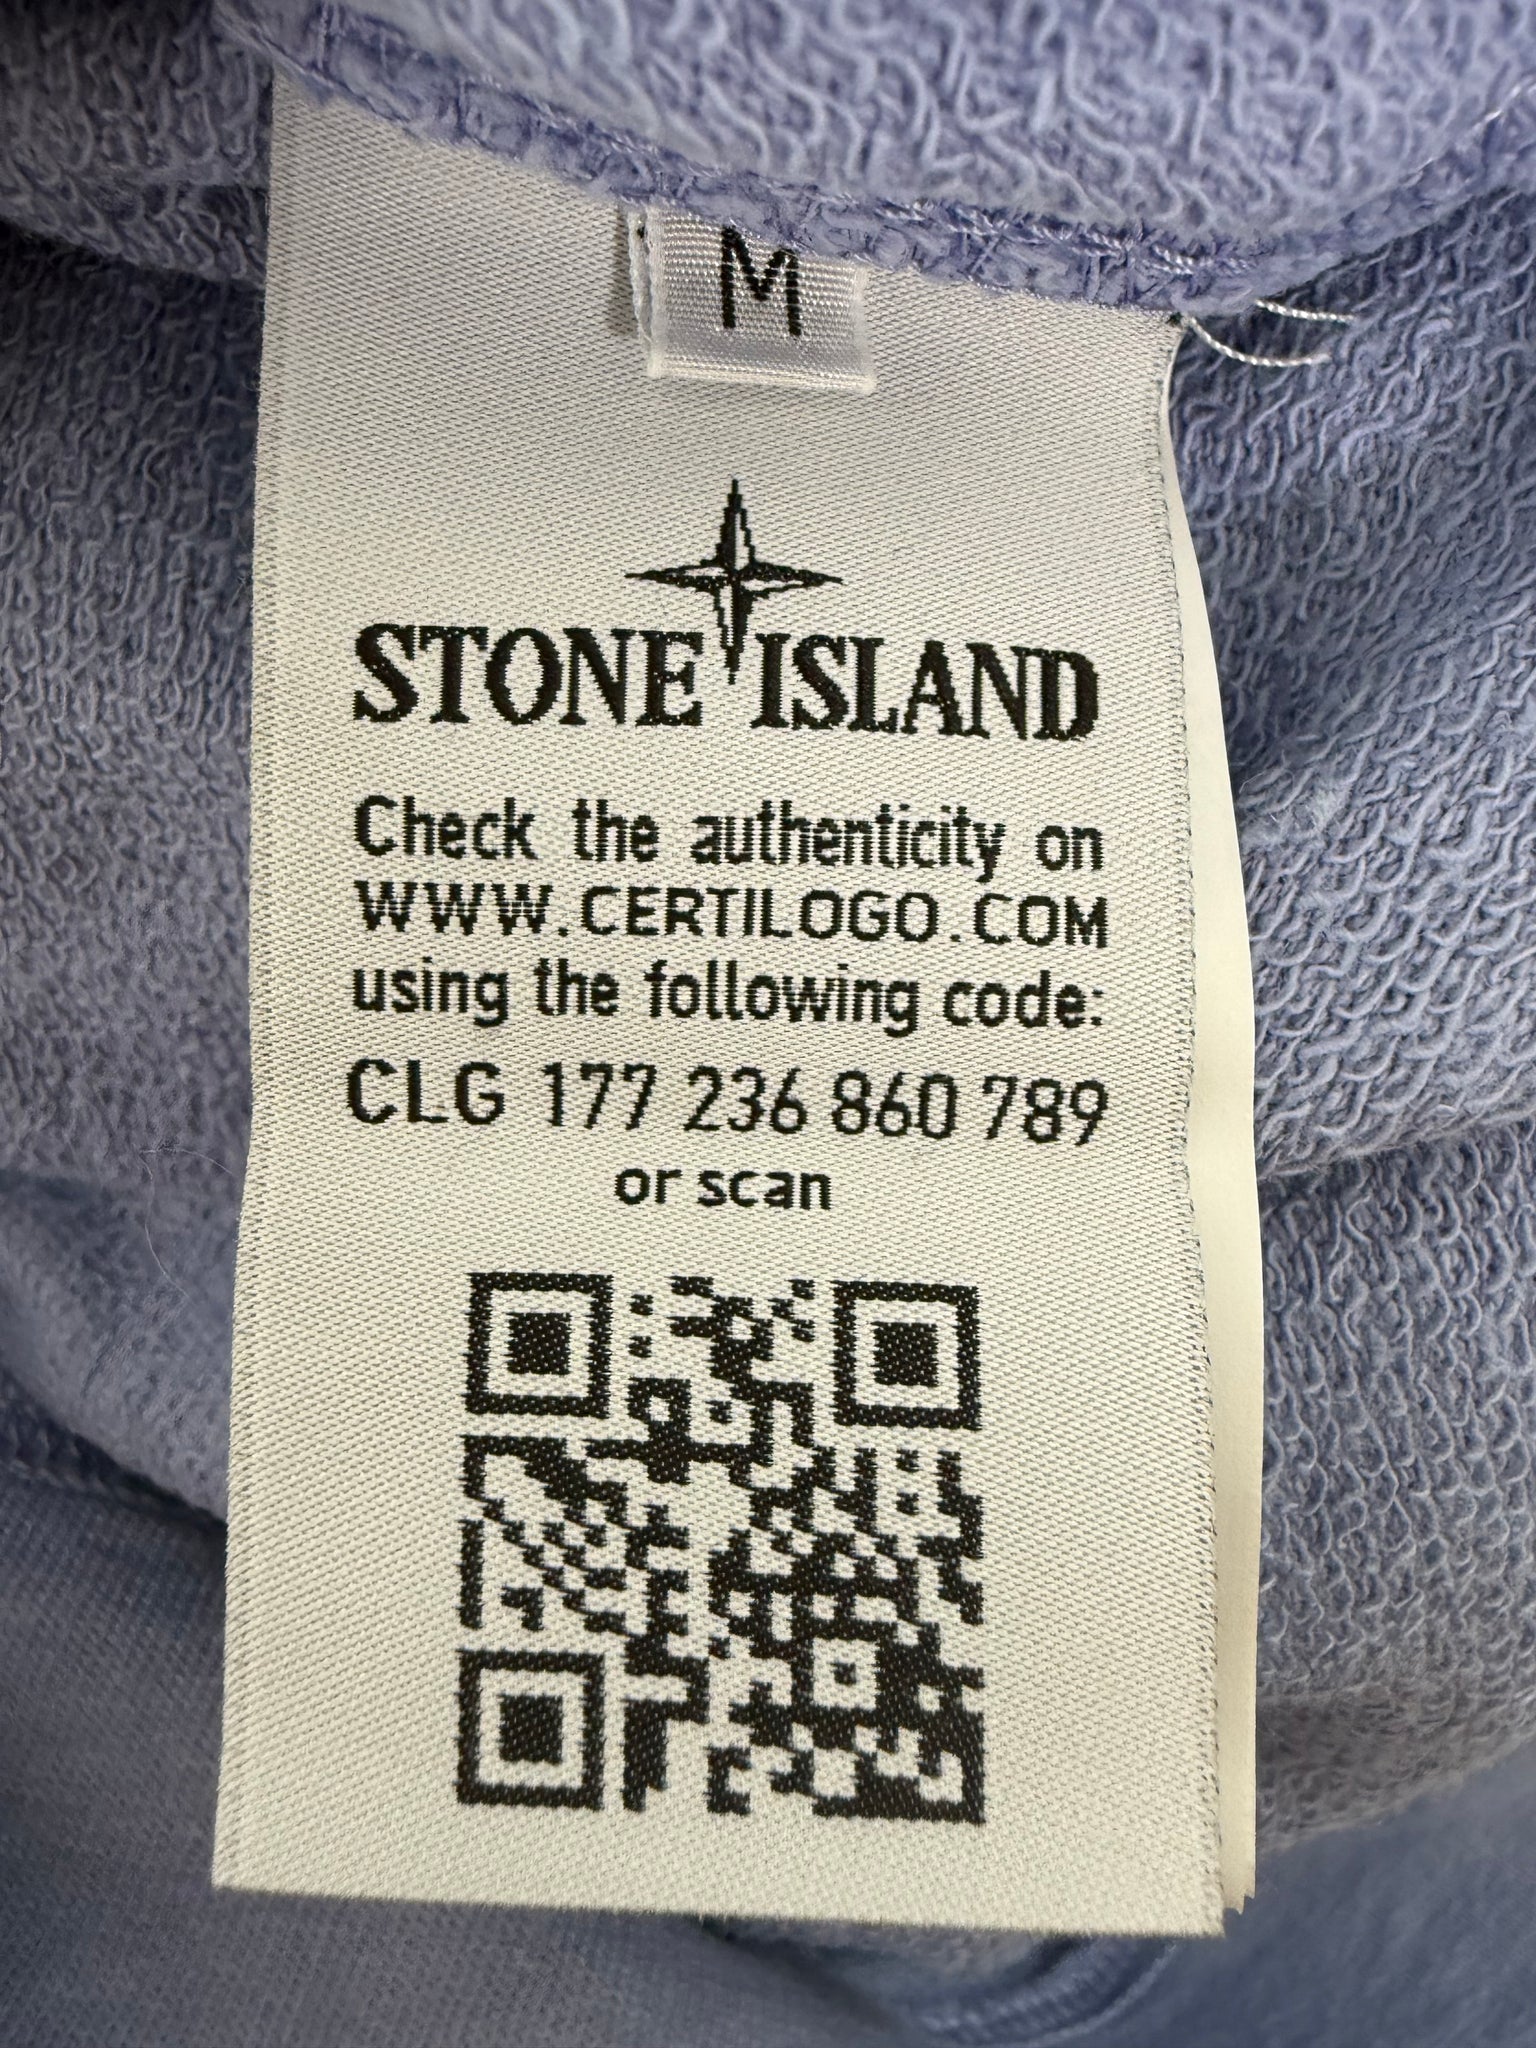 M
STONE ISLAND
Check the authenticity on
WWW.CERTILOGO.COM
using the following code:
CLG 177 236 860 789
or scan